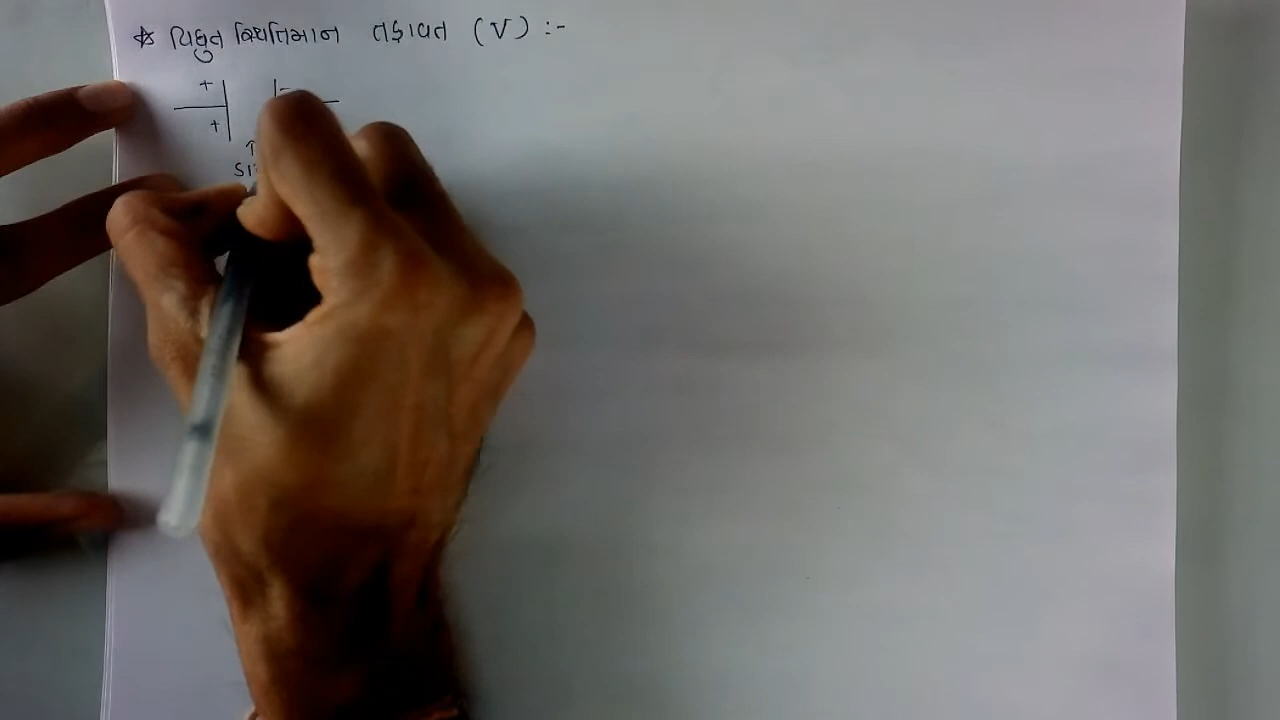 ☆ વિધુત સ્થિતિમાન તફાવત (V) :-
+ -
+
↑